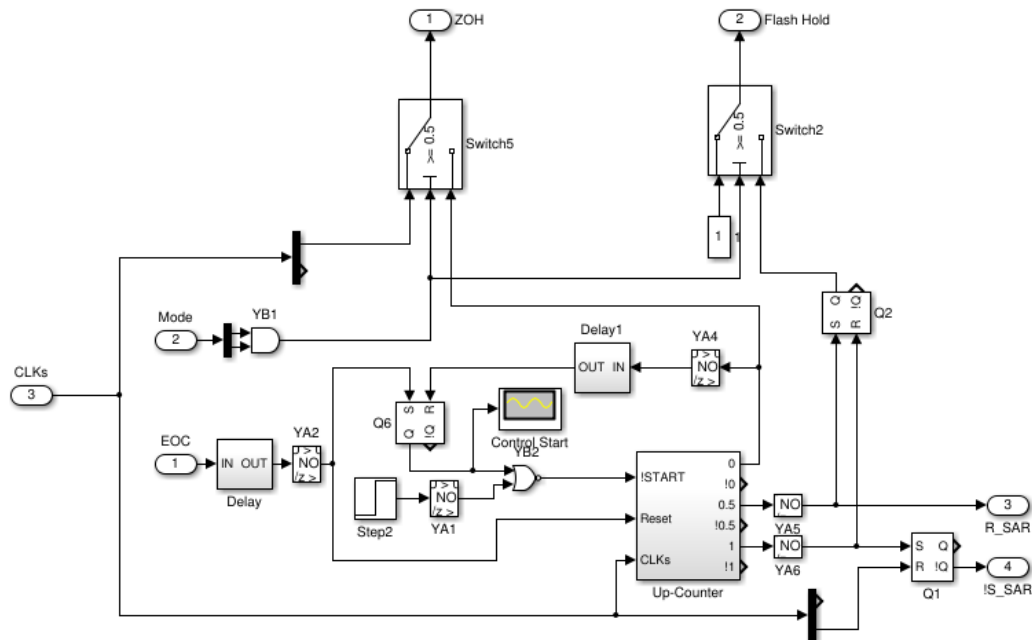 1
ZOH
2
Flash Hold
>= 0.5
Switch5
>= 0.5
Switch2
1
Mode
2
YB1
Q !Q
S R
Q2
CLKs
3
Delay1
OUT IN
YA4
NO
/z >
EOC
1
IN OUT
Delay
YA2
NO
/z >
S R
Q !Q
Q6
Control Start
YB2
Step2
NO
/z >
YA1
!START
Reset
CLKs
0
!0
0.5
!0.5
1
!1
Up-Counter
NO
YA5
NO
YA6
3
R_SAR
S Q
R !Q
Q1
4
!S_SAR